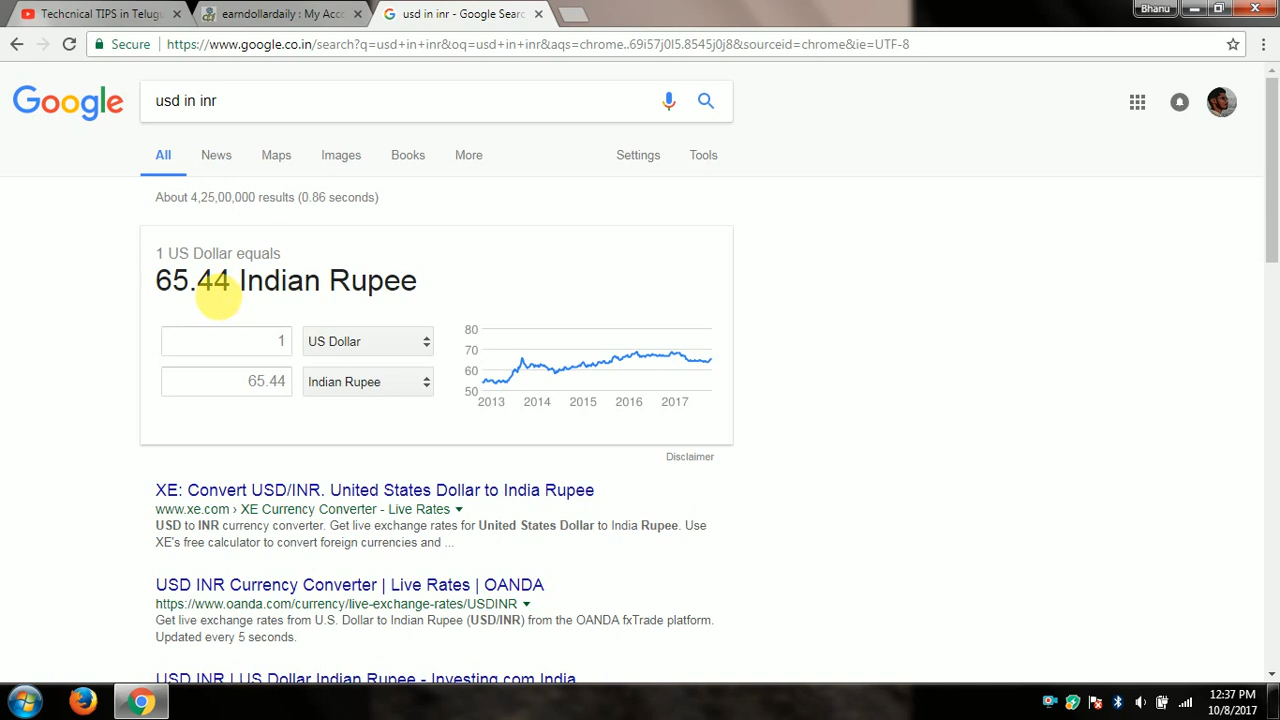 Techcnical TIPS in Telugu
earndollardaily : My Acco
usd in inr - Google Searc
Bhanu
Secure
https://www.google.co.in/search?q=usd+in+inr&oq=usd+in+inr&aqs=chrome..69i57j0l5.8545j0j8&sourceid=chrome&ie=UTF-8
Google
usd in inr
All News Maps Images Books More Settings Tools
About 4,25,00,000 results (0.86 seconds)
1 US Dollar equals
65.44 Indian Rupee
1 US Dollar
65.44 Indian Rupee
80
70
60
50
2013 2014 2015 2016 2017
Disclaimer
XE: Convert USD/INR. United States Dollar to India Rupee
www.xe.com › XE Currency Converter - Live Rates
USD to INR currency converter. Get live exchange rates for United States Dollar to India Rupee. Use
XE's free calculator to convert foreign currencies and ...
USD INR Currency Converter | Live Rates | OANDA
https://www.oanda.com/currency/live-exchange-rates/USDINR
Get live exchange rates from U.S. Dollar to Indian Rupee (USD/INR) from the OANDA fxTrade platform.
Updated every 5 seconds.
USD INR | US Dollar Indian Rupee - Investing.com India
12:37 PM
10/8/2017